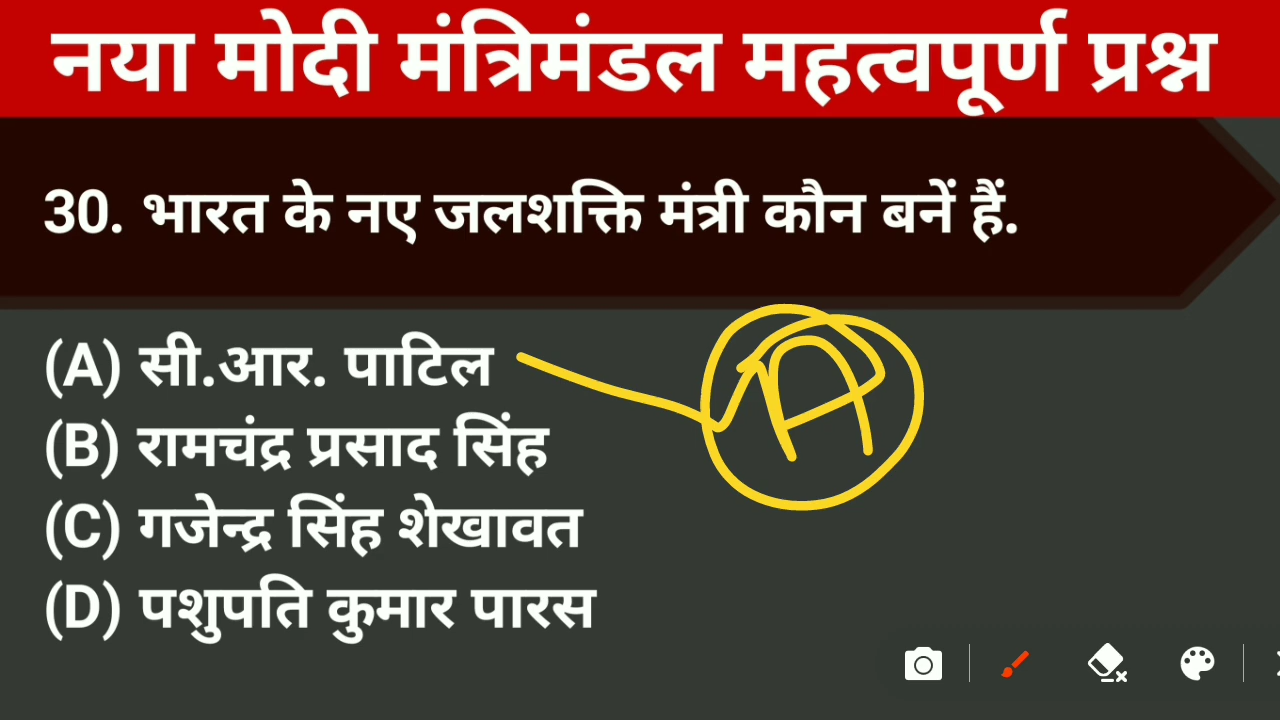 नया मोदी मंत्रिमंडल महत्वपूर्ण प्रश्न
30. भारत के नए जलशक्ति मंत्री कौन बनें हैं.
(A) सी.आर. पाटिल
A
(B) रामचंद्र प्रसाद सिंह
(C) गजेन्द्र सिंह शेखावत
(D) पशुपति कुमार पारस